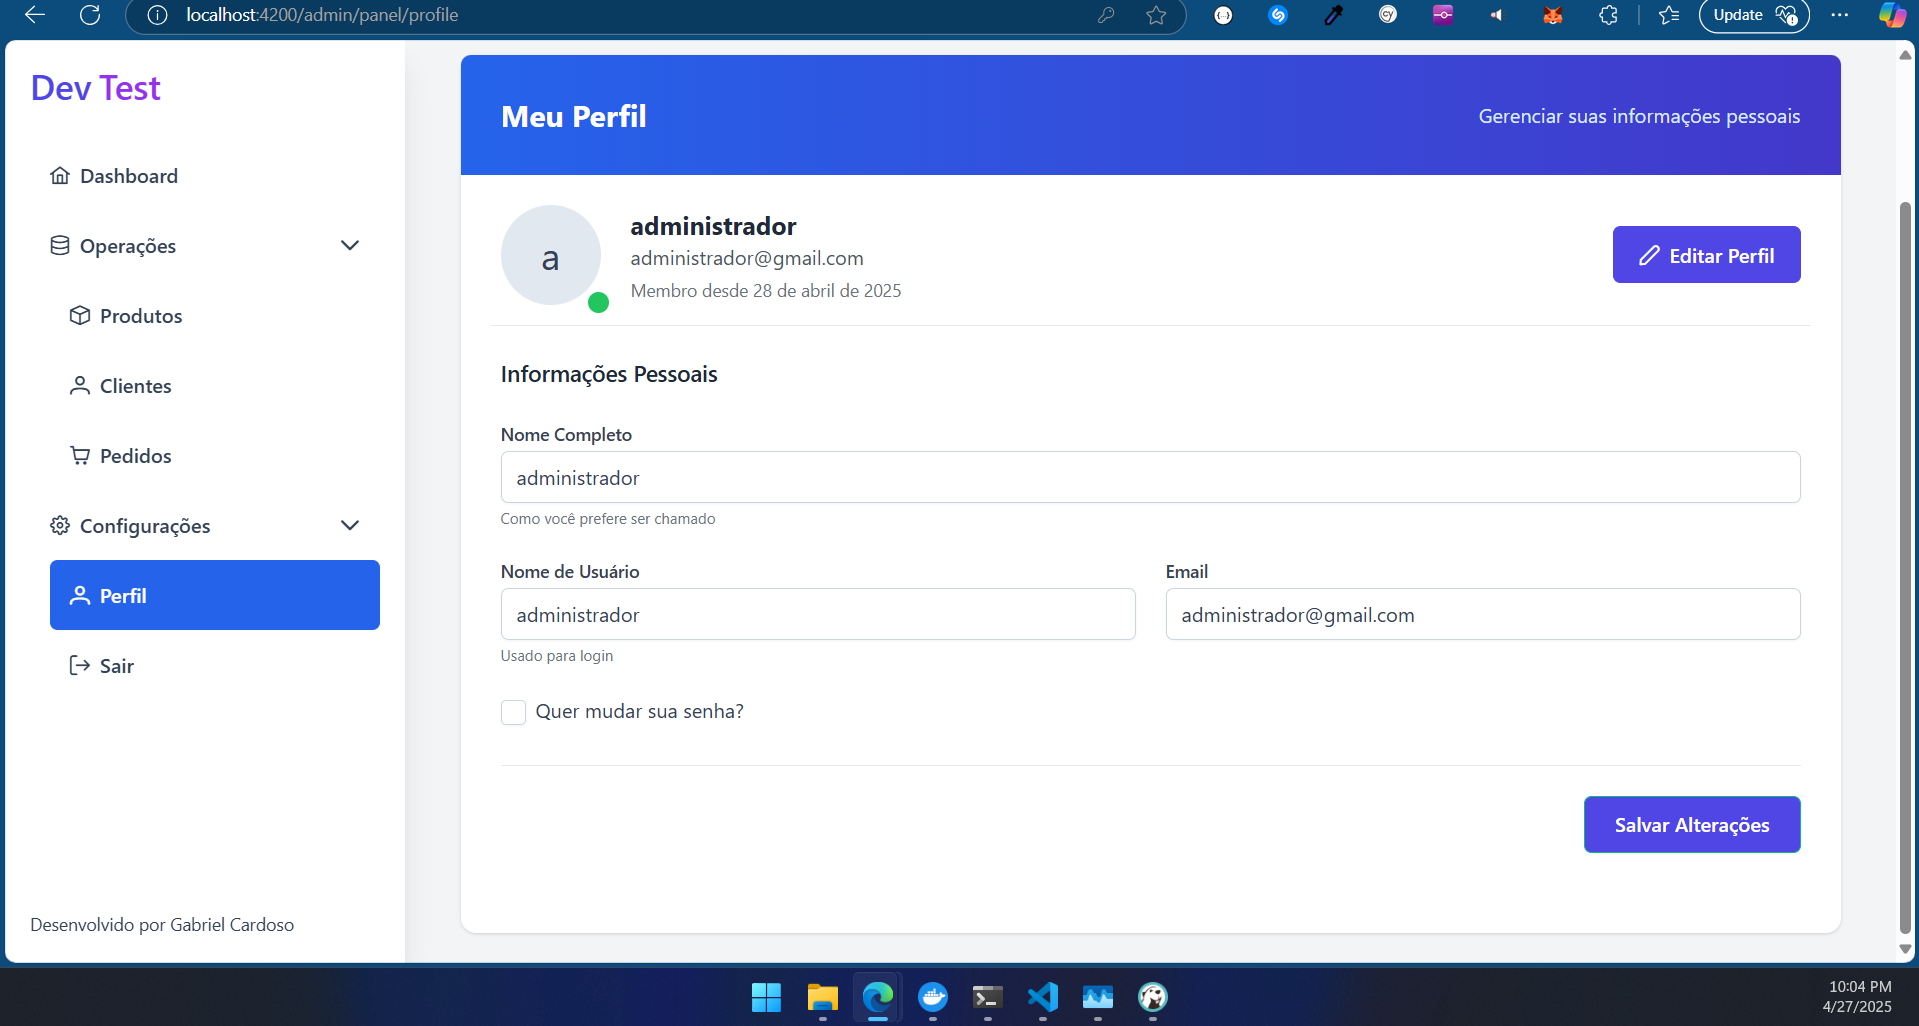 localhost:4200/admin/panel/profile
Update
Dev Test
Dashboard
Operações
Produtos
Clientes
Pedidos
Configurações
Perfil
Sair
Desenvolvido por Gabriel Cardoso
Meu Perfil
Gerenciar suas informações pessoais
a
administrador
administrador@gmail.com
Membro desde 28 de abril de 2025
Editar Perfil
Informações Pessoais
Nome Completo
administrador
Como você prefere ser chamado
Nome de Usuário
administrador
Usado para login
Email
administrador@gmail.com
Quer mudar sua senha?
Salvar Alterações
10:04 PM
4/27/2025